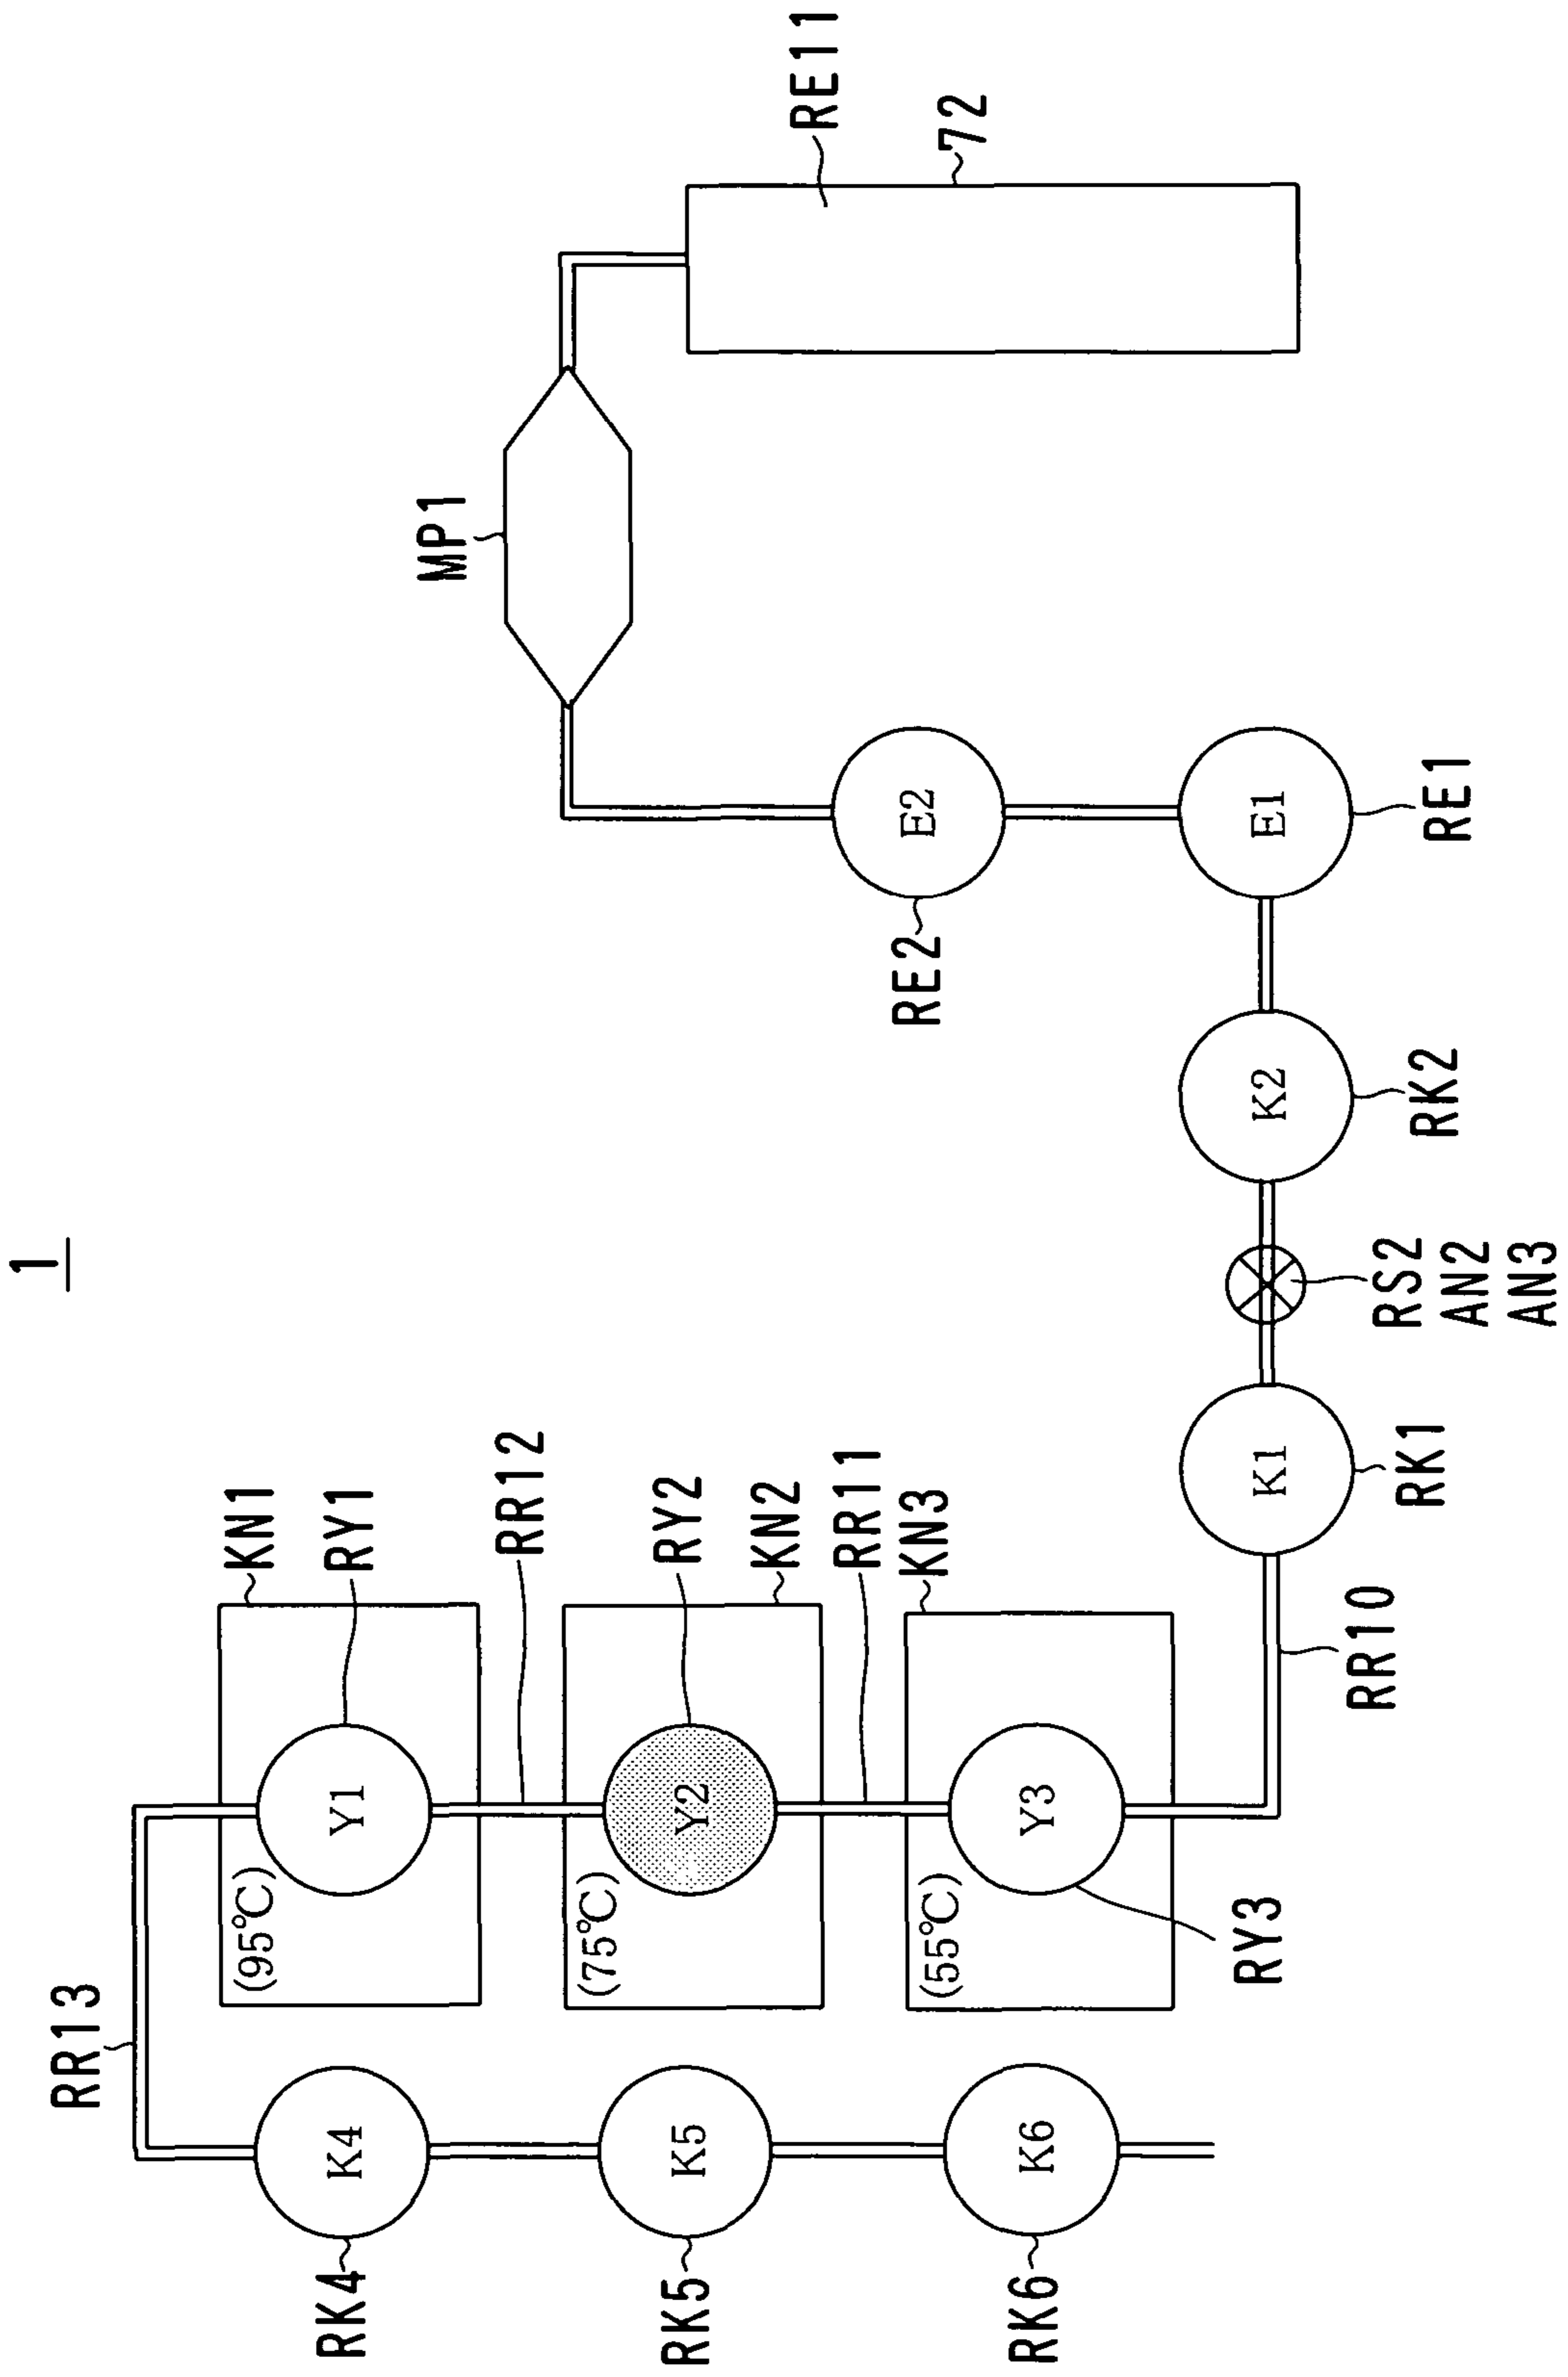 1
RR13
RK4
K4
RK5
K5
RK6
K6
KN1
RY1
Y1
(95°C)
RR12
RY2
KN2
Y2
(75°C)
RR11
KN3
Y3
(55°C)
RY3
RR10
K1
RK1
RS2
AN2
AN3
K2
RK2
E1
RE1
E2
RE2
MP1
RE11
72